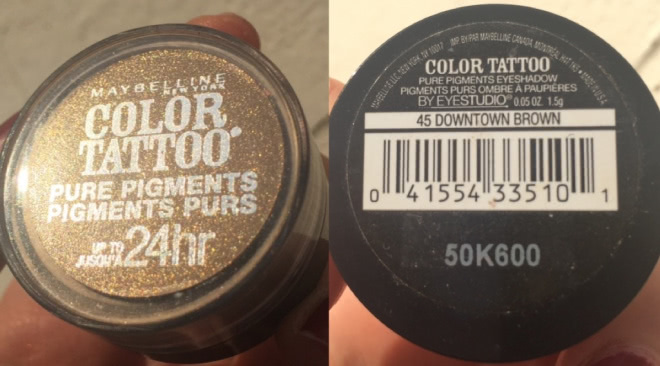 MAYBELLINE
NEW YORK
COLOR
TATTOO
PURE PIGMENTS
PIGMENTS PURS
UP TO
JUSQU'À
24hr
COLOR TATTOO
PURE PIGMENTS EYESHADOW
PIGMENTS PURS OMBRE À PAUPIÈRES
BY EYESTUDIO 0.05 OZ. 1.5g
45 DOWNTOWN BROWN
0 41554 33510 1
50K600